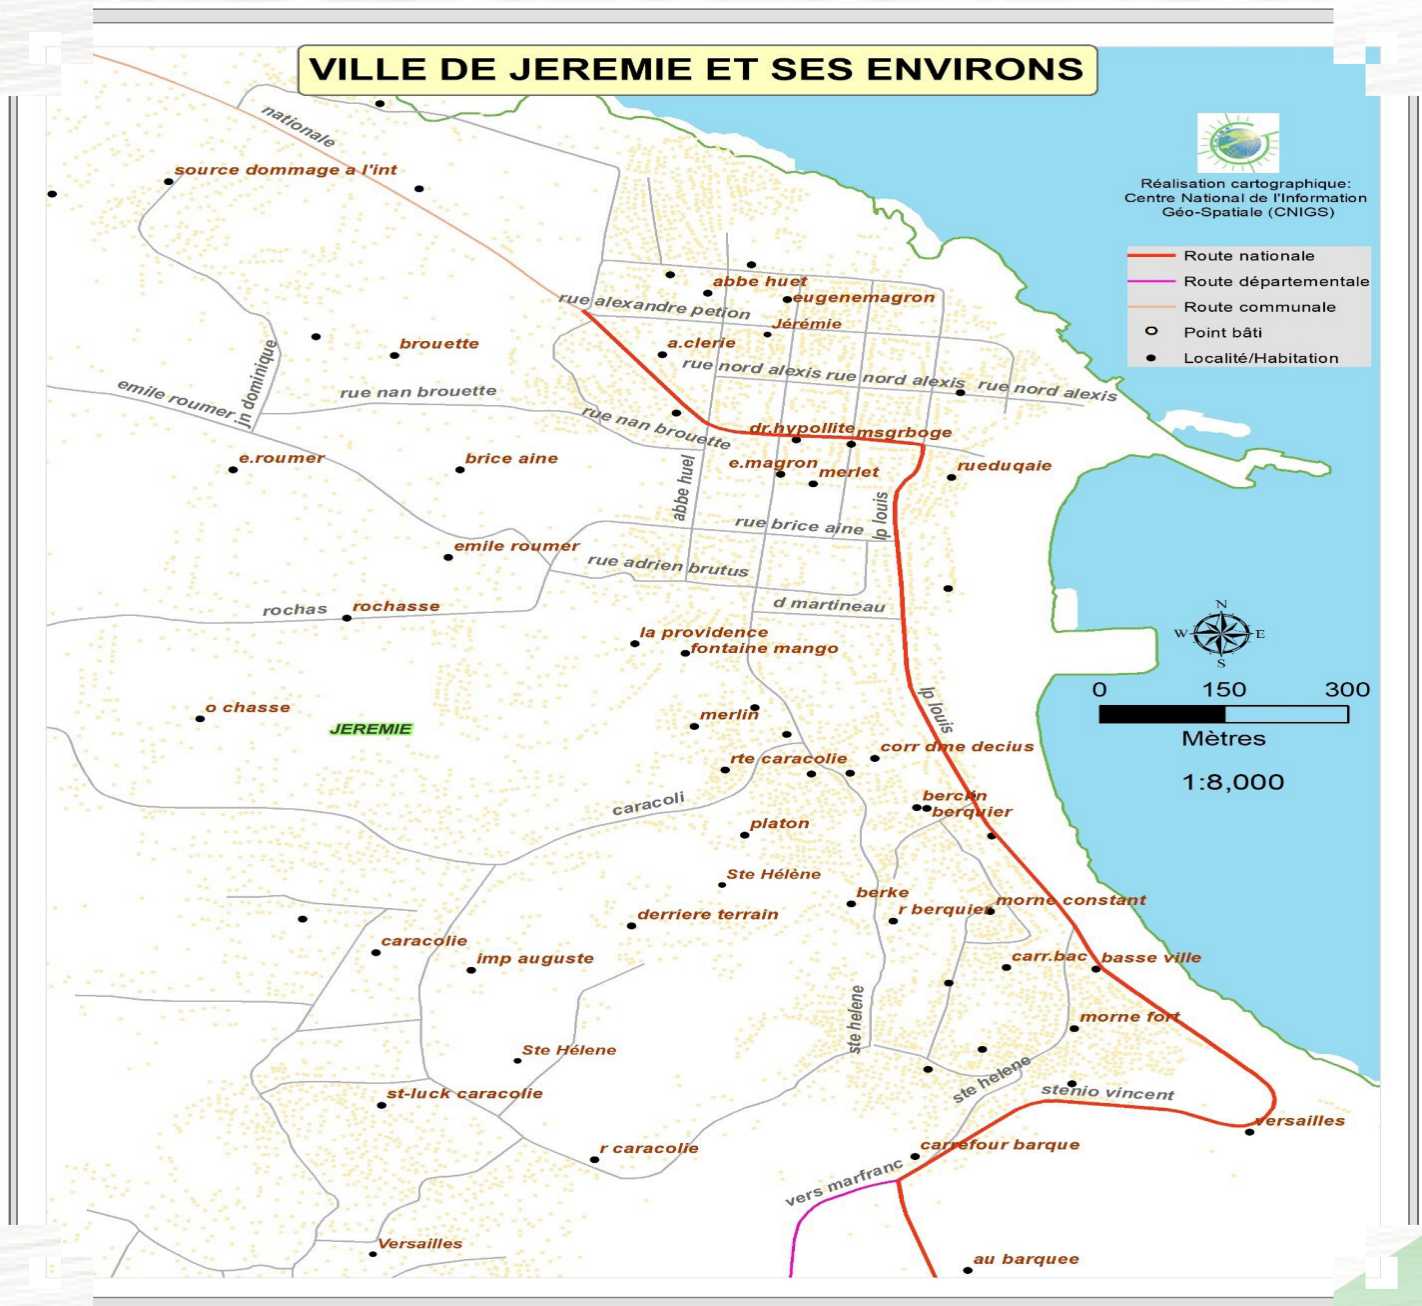 VILLE DE JEREMIE ET SES ENVIRONS
nationale
source dommage a l'int
Réalisation cartographique:
Centre National de l'Information
Géo-Spatiale (CNIGS)
Route nationale
Route départementale
Route communale
Point bâti
Localité/Habitation
abbe huet
eugenemagron
rue alexandre petion
Jérémie
a.clerie
brouette
rue nord alexis
rue nord alexis
rue nord alexis
jn dominique
emile roumer
rue nan brouette
rue nan brouette
dr.hypollite
msgrboge
e.roumer
brice aine
e.magron
merlet
rueduqaie
abbe huel
lp louis
rue brice aine
emile roumer
rue adrien brutus
rochas
rochasse
d martineau
la providence
fontaine mango
N
W
E
S
0 150 300
Mètres
1:8,000
o chasse
JEREMIE
merlin
lp louis
rte caracolie
corr dme decius
caracoli
berclin
berquier
platon
Ste Hélène
berke
r berquier
morne constant
derriere terrain
caracolie
imp auguste
carr.bac
basse ville
ste helene
morne fort
Ste Hélene
ste helene
stenio vincent
st-luck caracolie
versailles
r caracolie
carrefour barque
vers marfranc
Versailles
au barquee